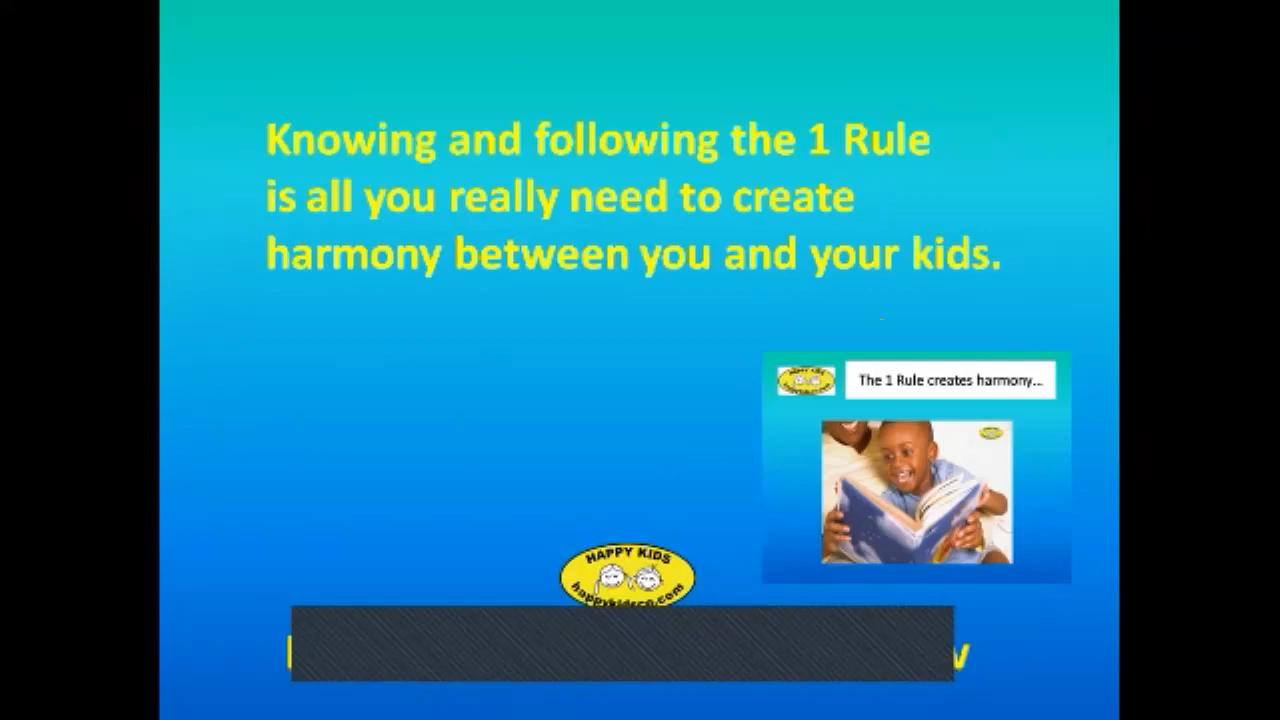 Knowing and following the 1 Rule
is all you really need to create
harmony between you and your kids.
The 1 Rule creates harmony...
HAPPY KIDS